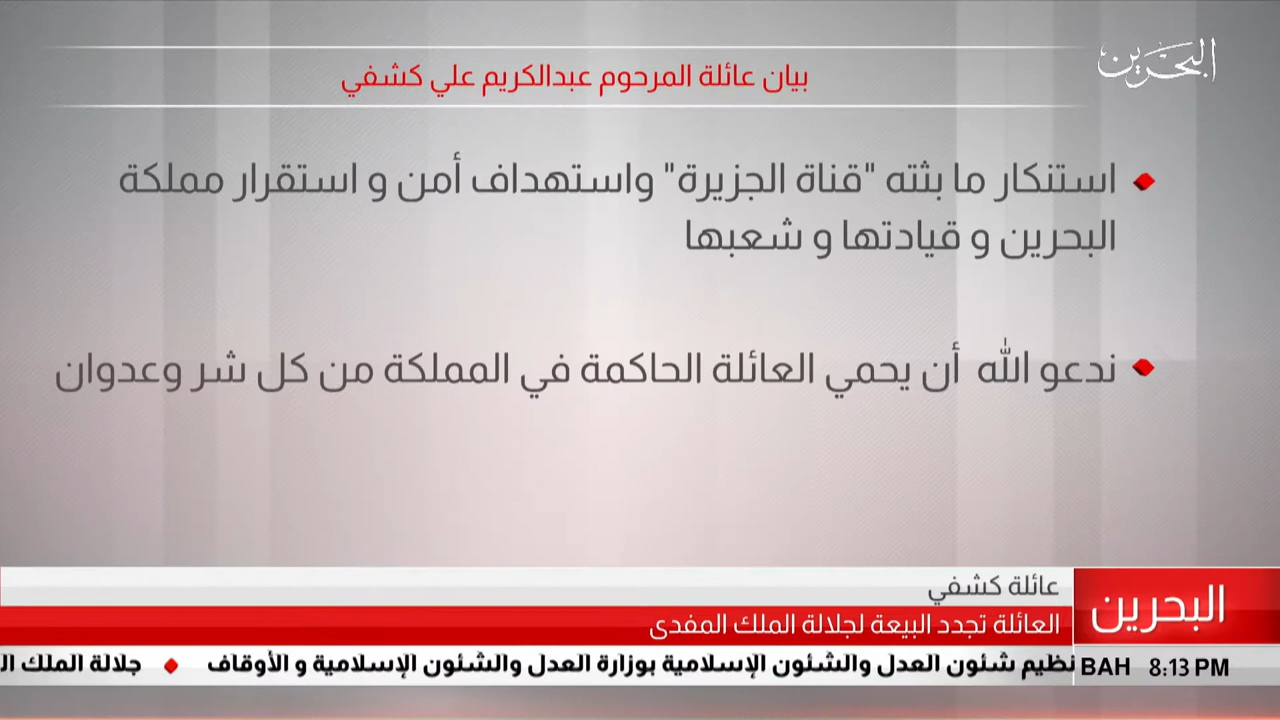 البحرين
بيان عائلة المرحوم عبدالكريم علي كشفي
استنكار ما بثته "قناة الجزيرة" واستهداف أمن و استقرار مملكة
البحرين و قيادتها و شعبها
ندعو الله أن يحمي العائلة الحاكمة في المملكة من كل شر وعدوان
عائلة كشفي
البحرين
العائلة تجدد البيعة لجلالة الملك المفدى
BAH 8:13 PM
نظيم شئون العدل والشئون الإسلامية بوزارة العدل والشئون الإسلامية و الأوقاف ♦ جلالة الملك ال